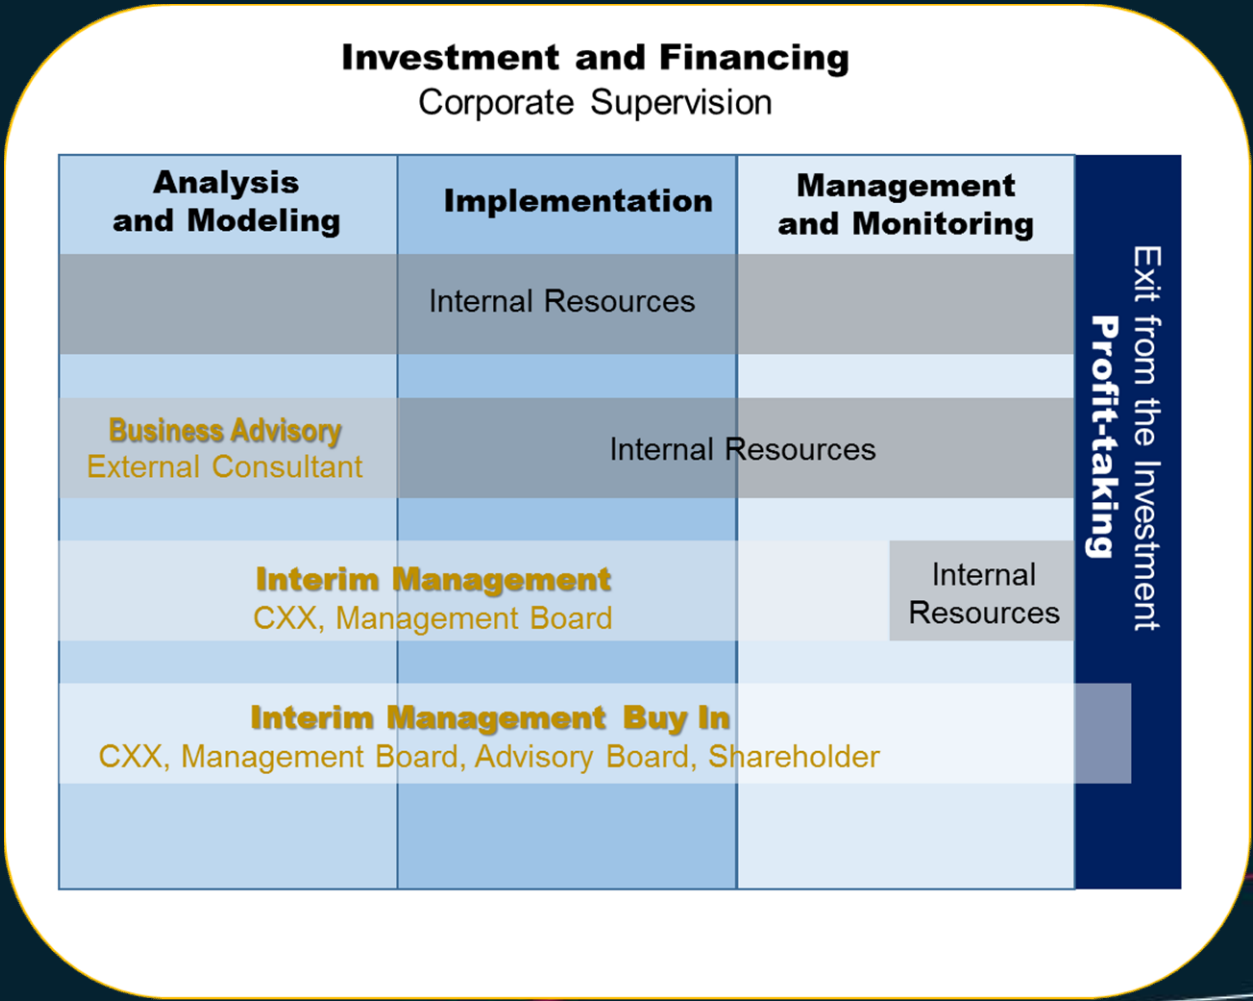 Investment and Financing
Corporate Supervision
Analysis
and Modeling
Implementation
Management
and Monitoring
Internal Resources
Business Advisory
External Consultant
Internal Resources
Interim Management
CXX, Management Board
Internal
Resources
Interim Management Buy In
CXX, Management Board, Advisory Board, Shareholder
Exit from the Investment
Profit-taking